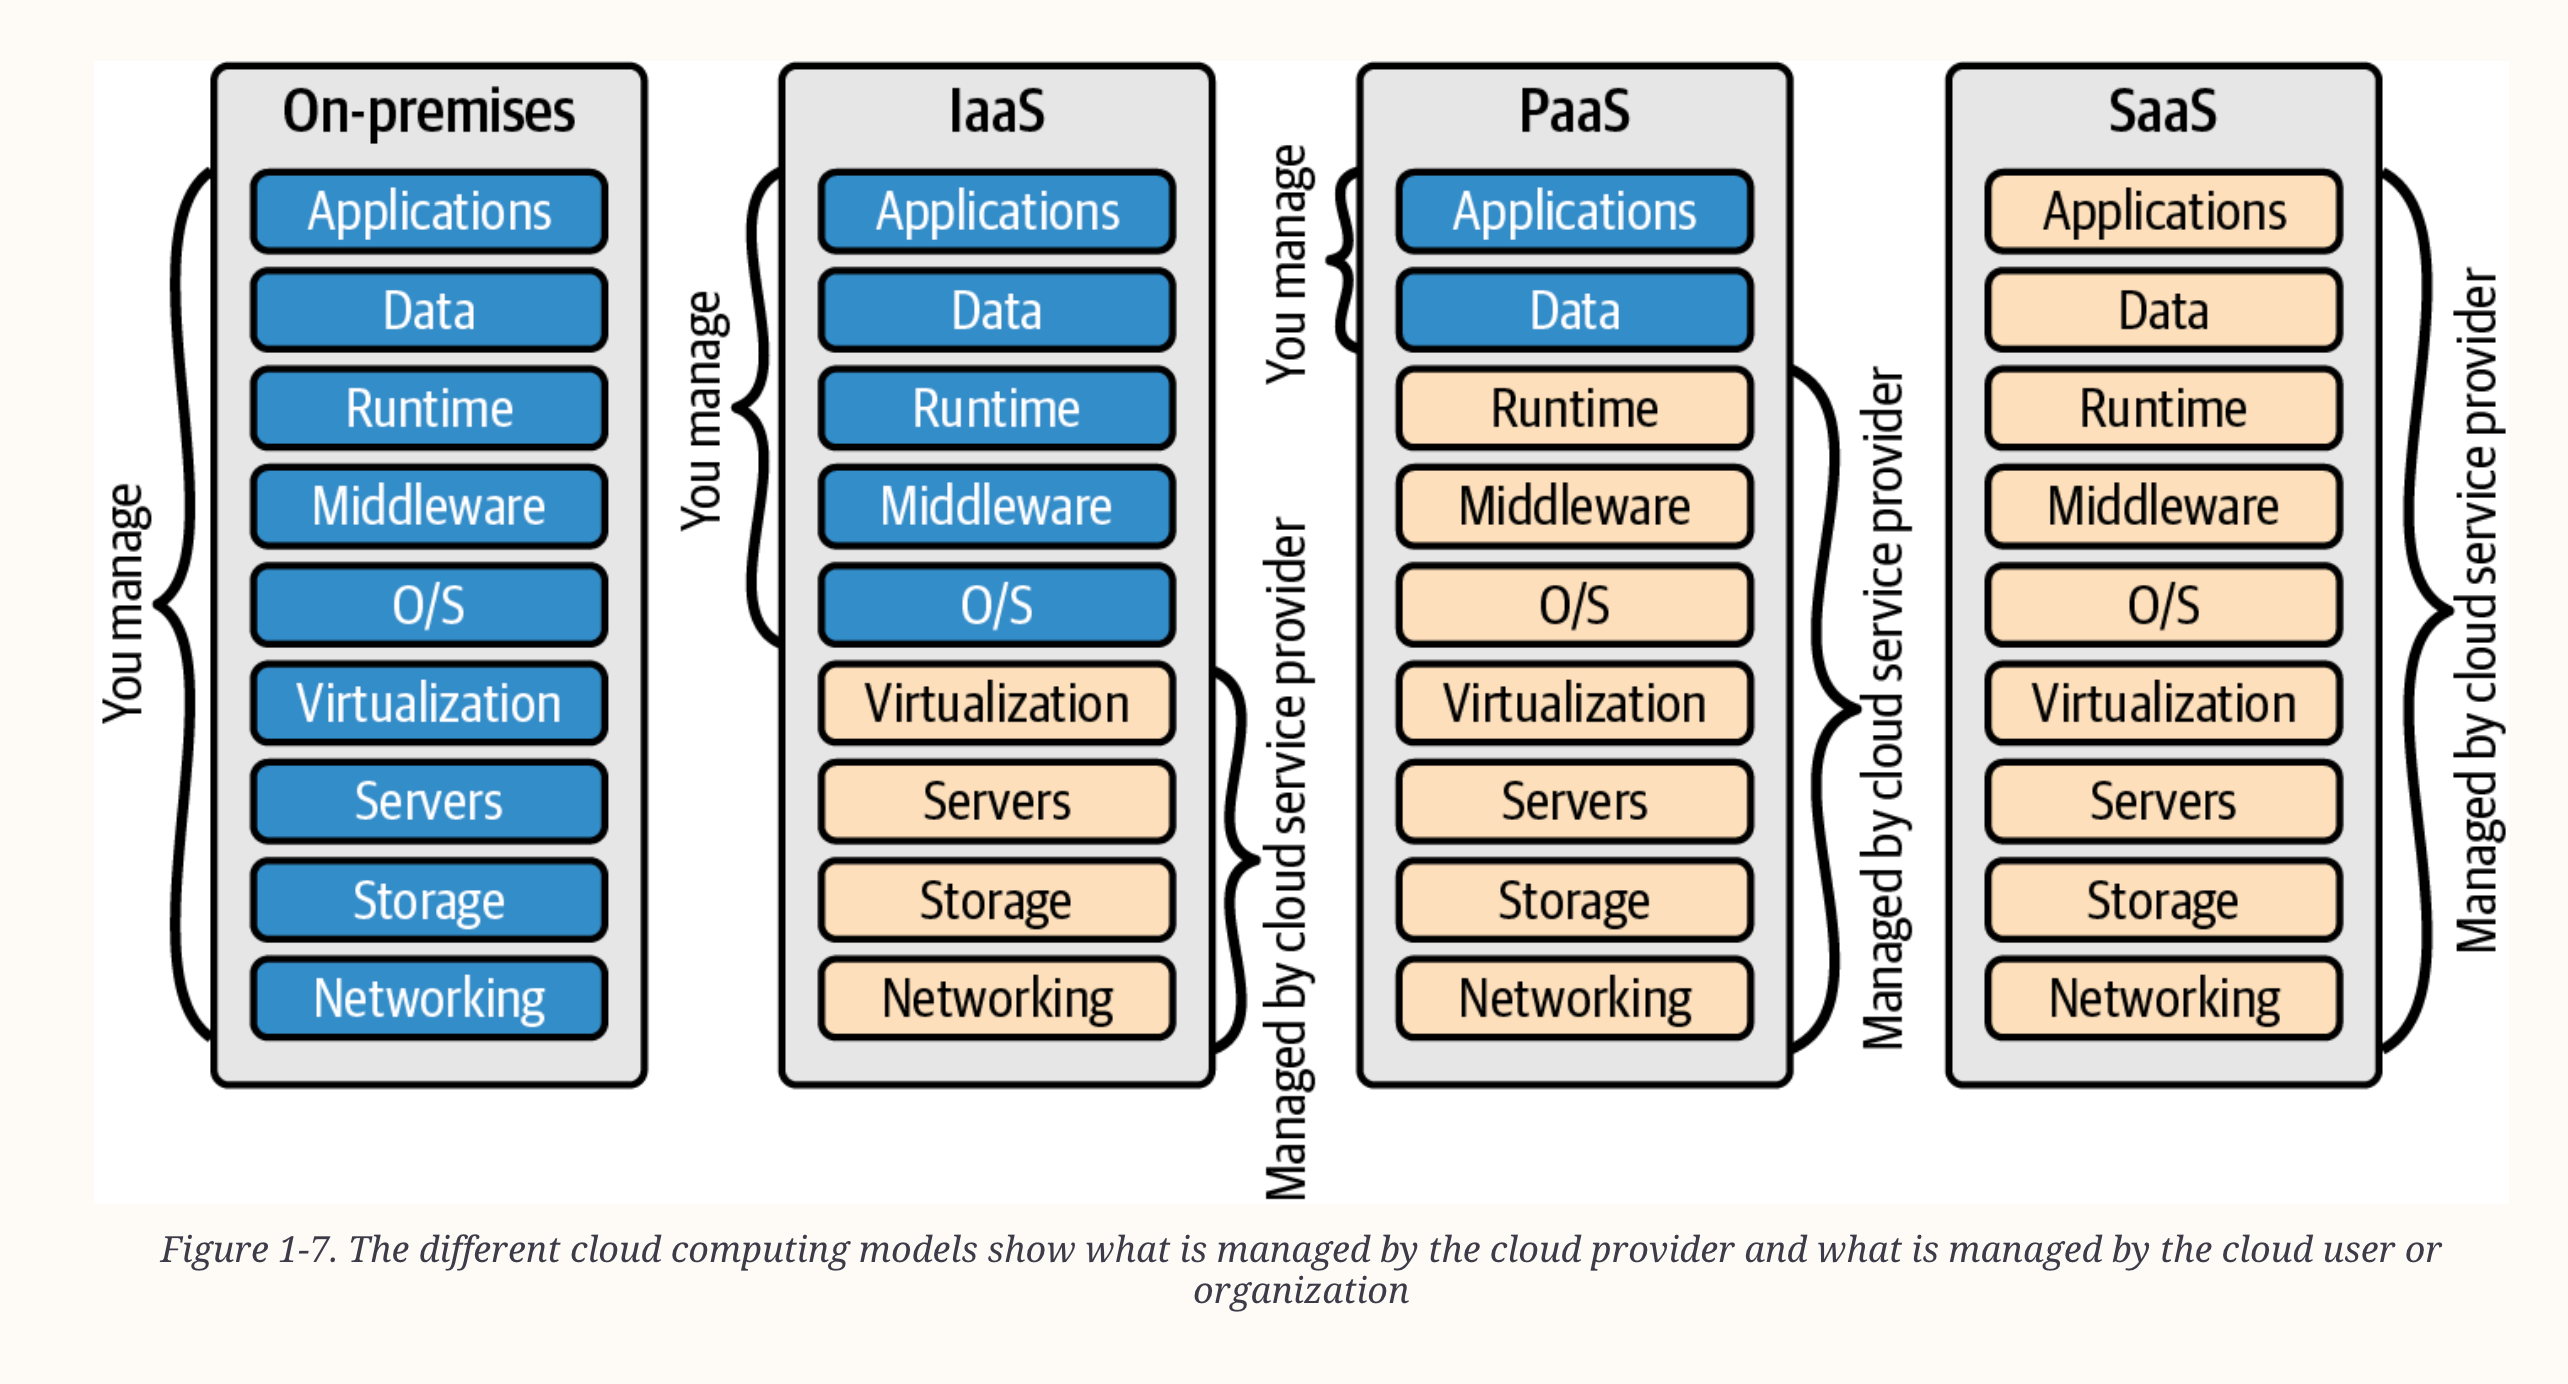 On-premises
You manage
Applications
Data
Runtime
Middleware
O/S
Virtualization
Servers
Storage
Networking
IaaS
You manage
Applications
Data
Runtime
Middleware
O/S
Virtualization
Servers
Storage
Networking
Managed by cloud service provider
PaaS
You manage
Applications
Data
Runtime
Middleware
O/S
Virtualization
Servers
Storage
Networking
Managed by cloud service provider
SaaS
Applications
Data
Runtime
Middleware
O/S
Virtualization
Servers
Storage
Networking
Managed by cloud service provider
Figure 1-7. The different cloud computing models show what is managed by the cloud provider and what is managed by the cloud user or
organization